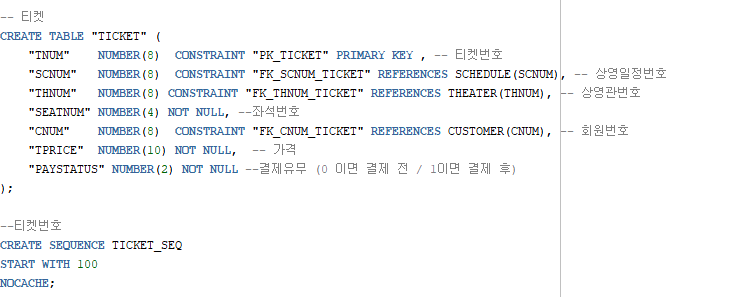 -- 티켓
CREATE TABLE "TICKET" (
"TNUM" NUMBER(8) CONSTRAINT "PK_TICKET" PRIMARY KEY , -- 티켓번호
"SCNUM" NUMBER(8) CONSTRAINT "FK_SCNUM_TICKET" REFERENCES SCHEDULE(SCNUM), -- 상영일정번호
"THNUM" NUMBER(8) CONSTRAINT "FK_THNUM_TICKET" REFERENCES THEATER(THNUM), -- 상영관번호
"SEATNUM" NUMBER(4) NOT NULL, --좌석번호
"CNUM" NUMBER(8) CONSTRAINT "FK_CNUM_TICKET" REFERENCES CUSTOMER(CNUM), -- 회원번호
"TPRICE" NUMBER(10) NOT NULL, -- 가격
"PAYSTATUS" NUMBER(2) NOT NULL --결제유무 (0 이면 결제 전 / 1이면 결제 후)
);
--티켓번호
CREATE SEQUENCE TICKET_SEQ
START WITH 100
NOCACHE;